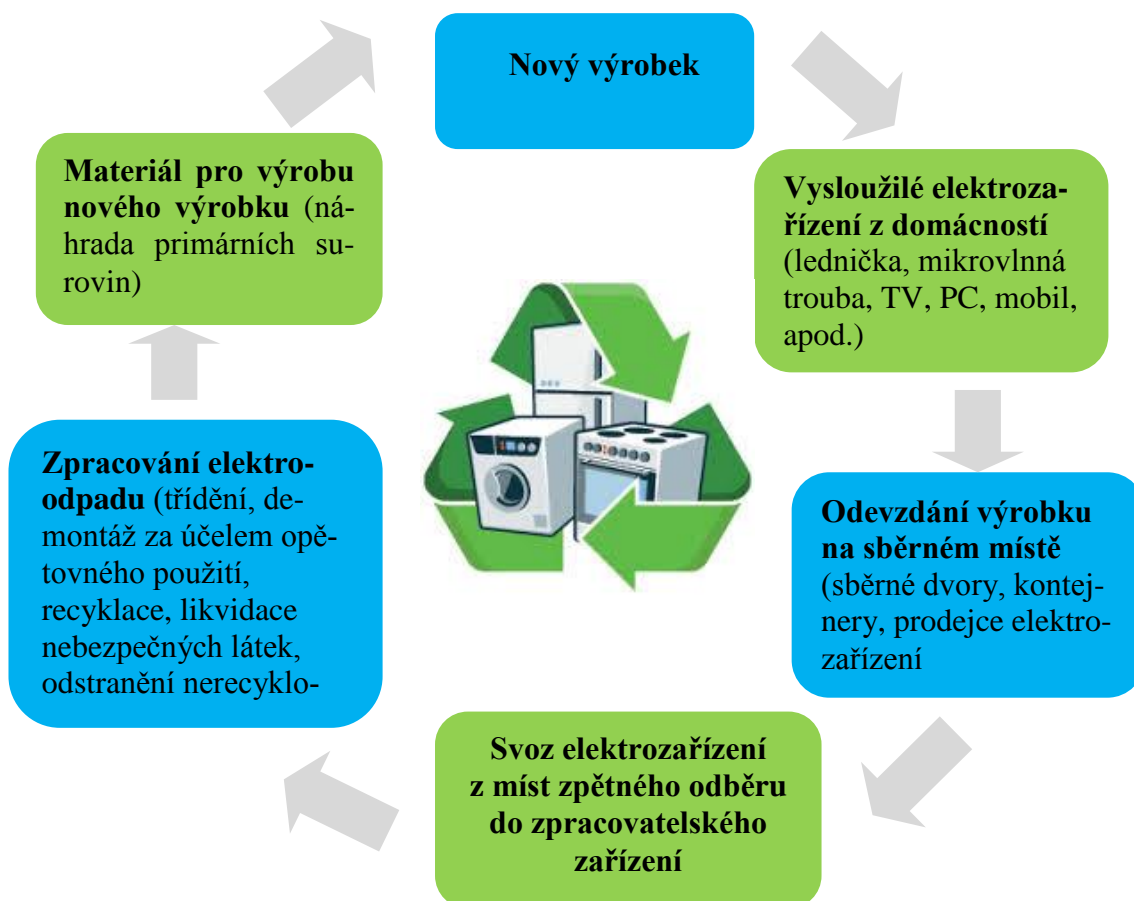 Nový výrobek
Vysloužilé elektroza-
řízení z domácností
(lednička, mikrovlnná
trouba, TV, PC, mobil,
apod.)
Odevzdání výrobku
na sběrném místě
(sběrné dvory, kontej-
nery, prodejce elektro-
zařízení
Svoz elektrozařízení
z míst zpětného odběru
do zpracovatelského
zařízení
Zpracování elektro-
odpadu (třídění, de-
montáž za účelem opě-
tovného použití,
recyklace, likvidace
nebezpečných látek,
odstranění nerecyklo-
Materiál pro výrobu
nového výrobku (ná-
hrada primárních su-
rovin)